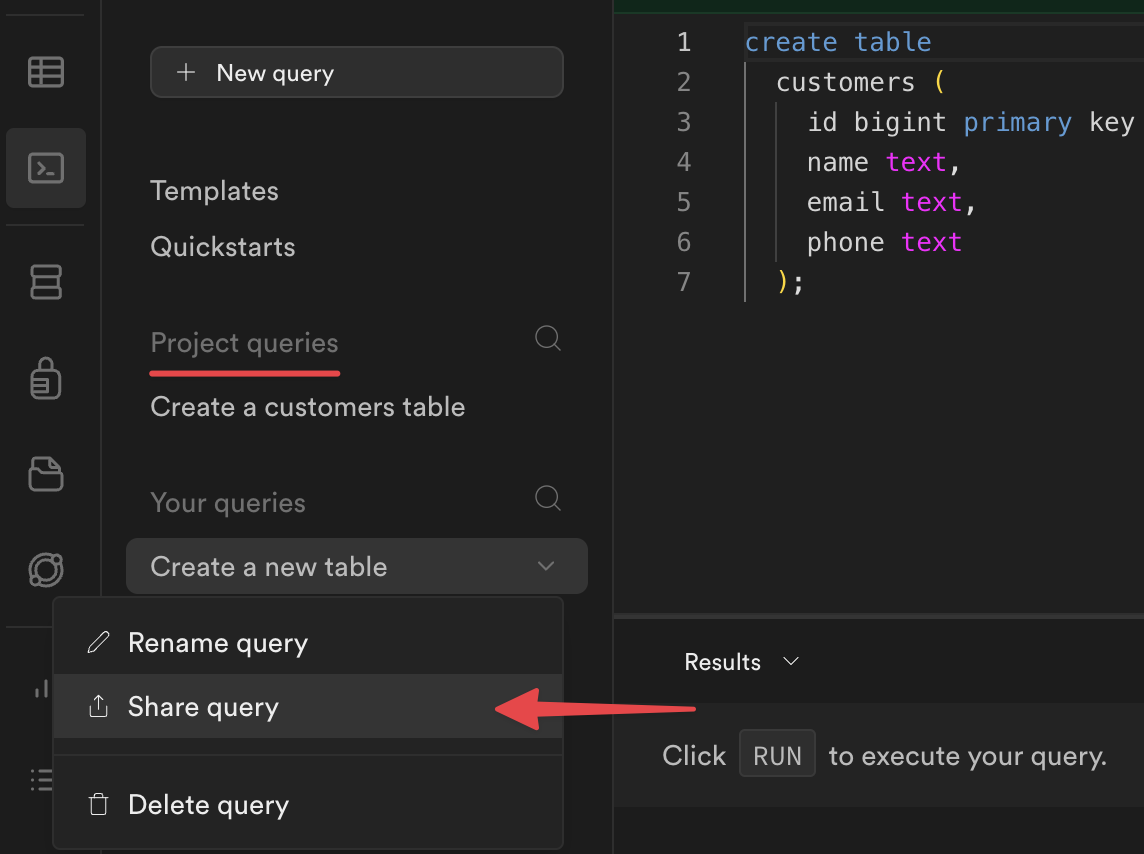 New query
Templates
Quickstarts
Project queries
Create a customers table
Your queries
Create a new table
Rename query
Share query
Delete query
1 create table
2 customers (
3 id bigint primary key
4 name text,
5 email text,
6 phone text
7 );
Results
Click RUN to execute your query.